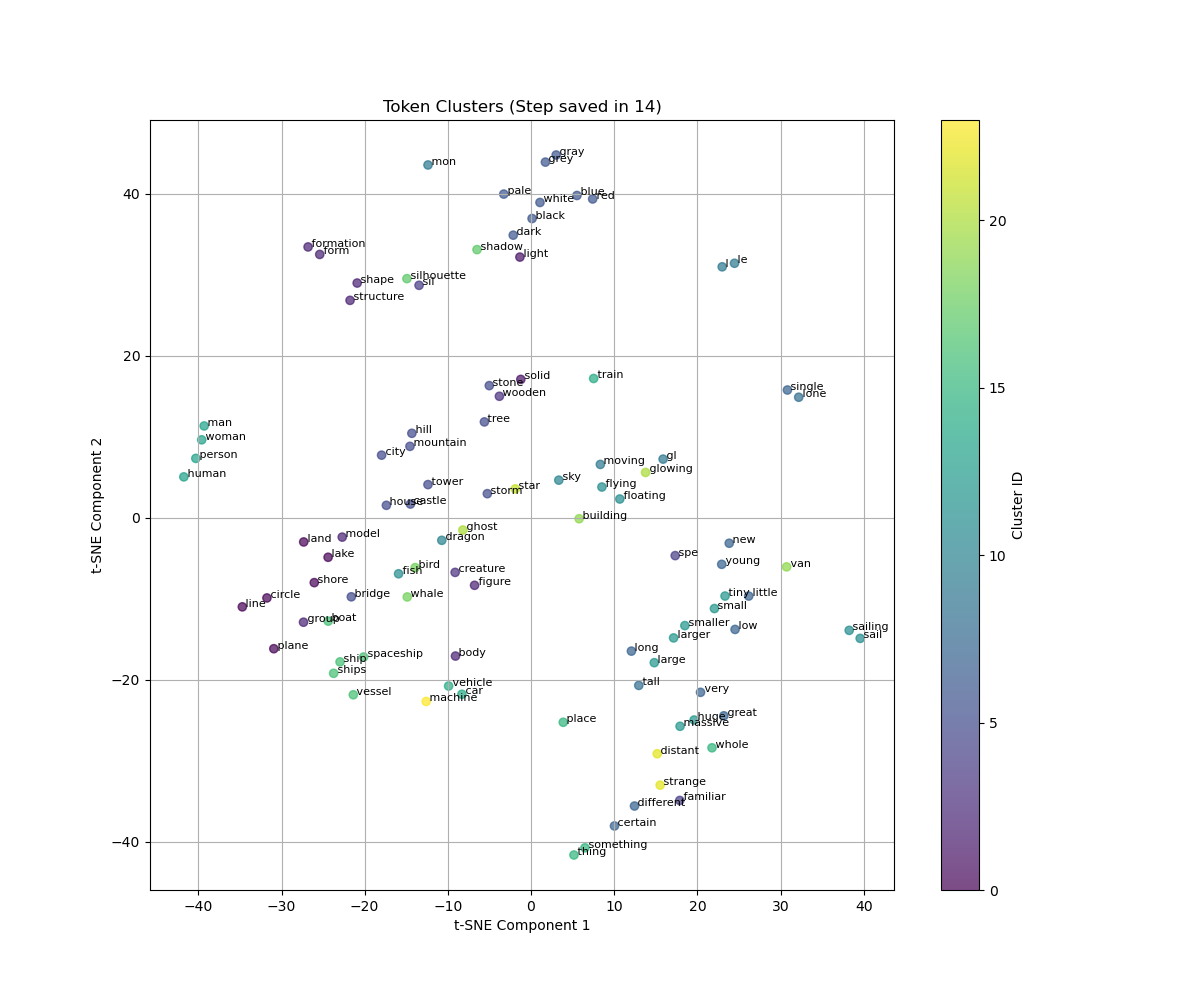 Token Clusters (Step saved in 14)
gray
grey
mon
pale
blue
red
white
black
dark
formation
form
shadow
light
le
silhouette
sil
shape
structure
solid
train
stone
wooden
single
lone
tree
man
hill
woman
mountain
city
person
moving
gl
glowing
human
sky
tower
flying
star
storm
floating
house
castle
building
ghost
model
dragon
land
new
lake
spe
bird
young
van
fish
creature
shore
figure
circle
bridge
whale
tiny
little
line
small
group
boat
smaller
low
sailing
larger
sail
plane
long
body
spaceship
ship
large
ships
vehicle
tall
car
vessel
very
machine
place
huge
great
massive
whole
distant
strange
familiar
different
certain
something
thing
40
20
0
−20
−40
−40
−30
−20
−10
0
10
20
30
40
t-SNE Component 1
t-SNE Component 2
20
15
10
5
0
Cluster ID